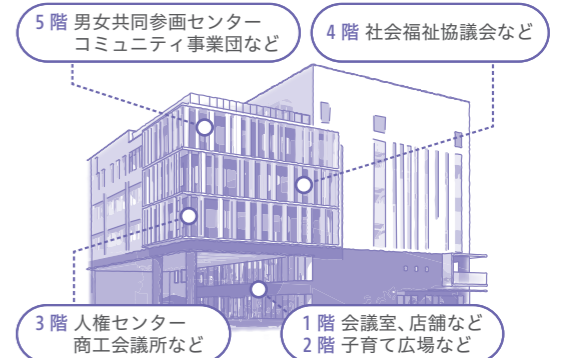 5階 男女共同参画センター
コミュニティ事業団など
4階 社会福祉協議会など
3階 人権センター
商工会議所など
1階 会議室、店舗など
2階 子育て広場など